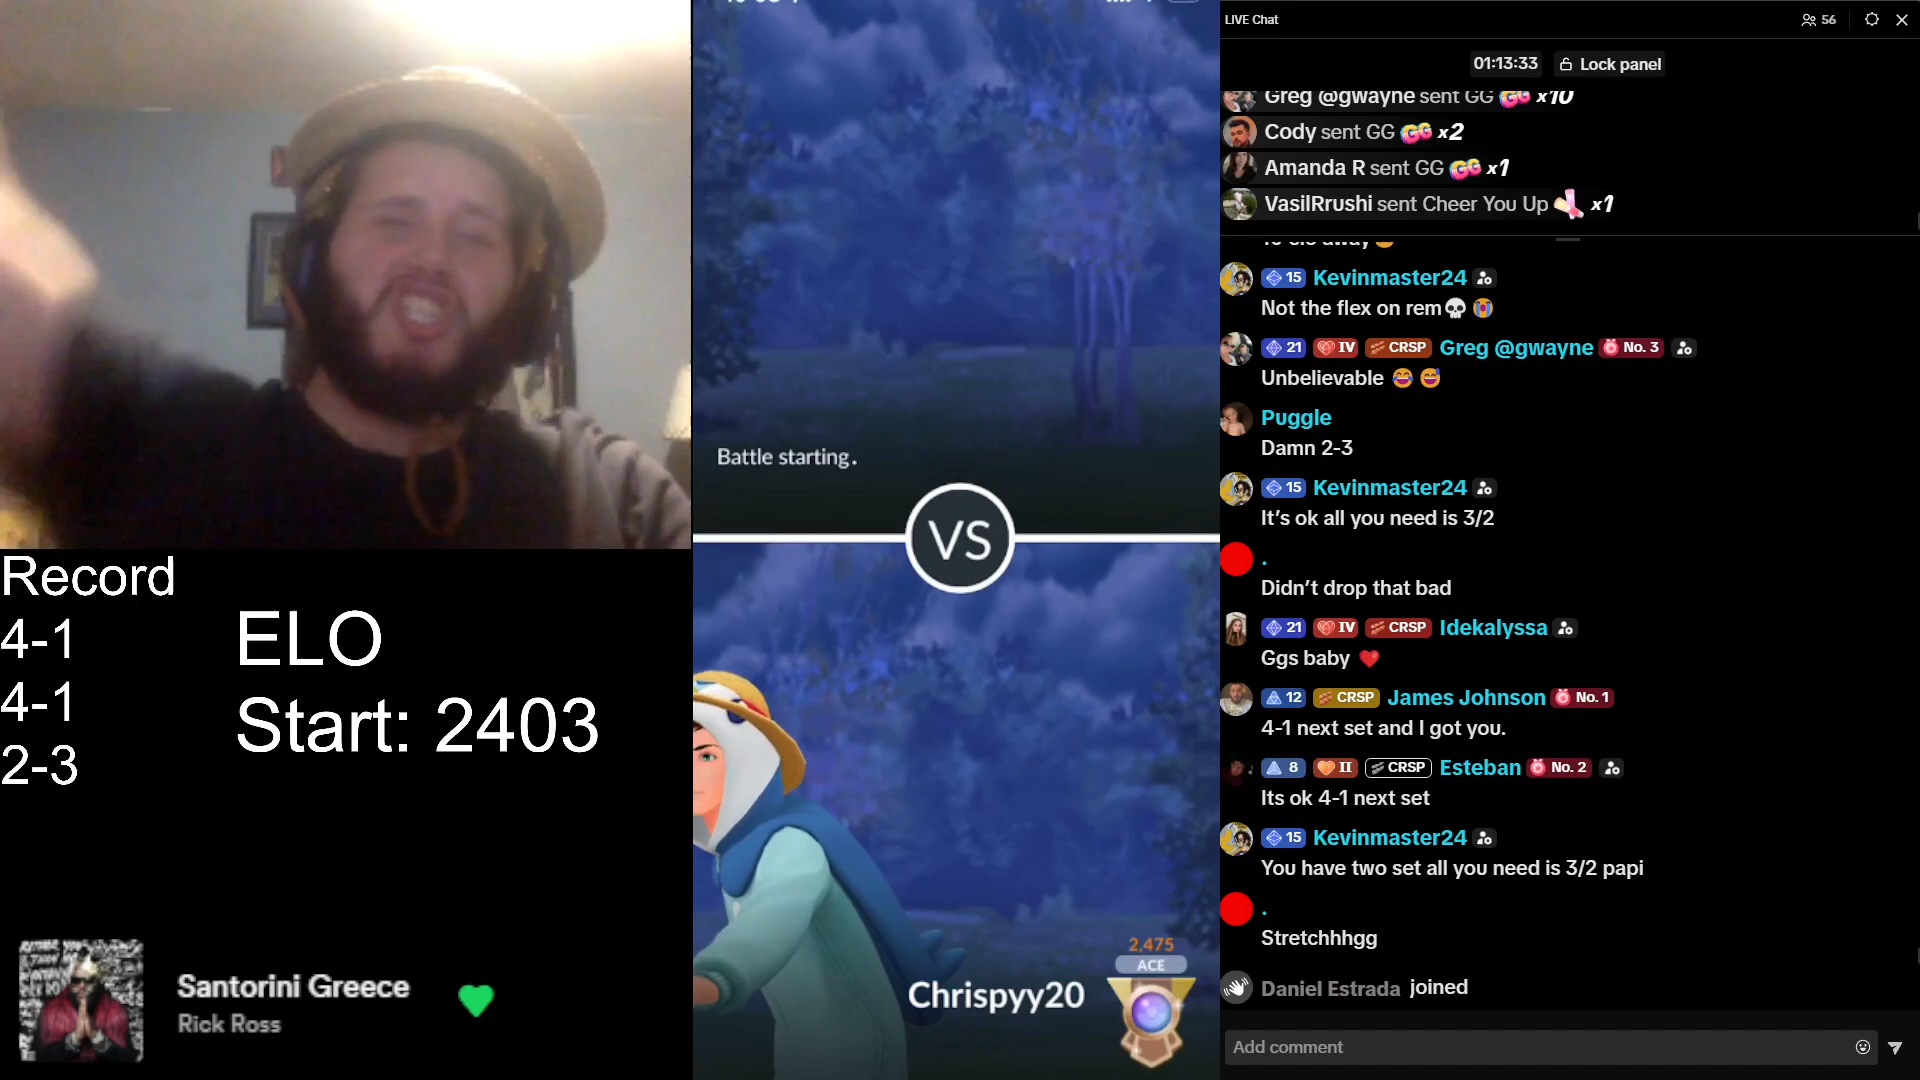 Record
4-1
4-1
2-3
ELO
Start: 2403
Santorini Greece
Rick Ross
Battle starting.
VS
2,475
ACE
Chrispyy20
LIVE Chat
56
01:13:33
Lock panel
Greg @gwayne sent GG GG x10
Cody sent GG GG x2
Amanda R sent GG GG x1
VasilRrushi sent Cheer You Up x1
15 Kevinmaster24
Not the flex on rem💀😭
21 IV CRSP Greg @gwayne No. 3
Unbelievable 😂 😅
Puggle
Damn 2-3
15 Kevinmaster24
It’s ok all you need is 3/2
.
Didn’t drop that bad
21 IV CRSP Idekalyssa
Ggs baby ❤️
12 CRSP James Johnson No. 1
4-1 next set and I got you.
8 II CRSP Esteban No. 2
Its ok 4-1 next set
15 Kevinmaster24
You have two set all you need is 3/2 papi
.
Stretchhhgg
Daniel Estrada joined
Add comment